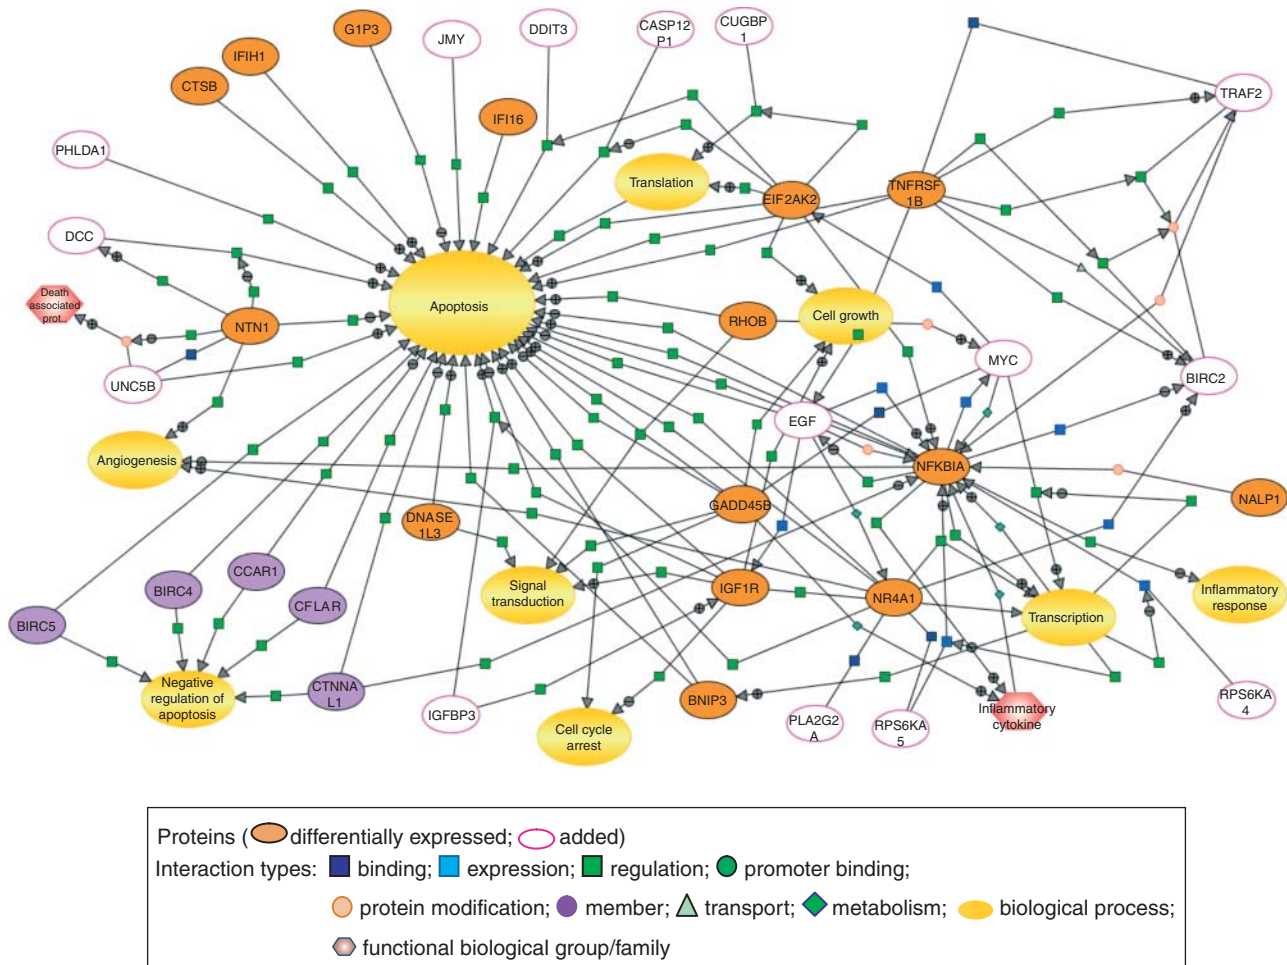 G1P3
JMY
DDIT3
CASP12
P1
CUGBP
1
IFIH1
CTSB
IFI16
TRAF2
PHLDA1
Translation
EIF2AK2
TNFRSF
1B
DCC
Death
associated
prot..
Apoptosis
NTN1
RHOB
Cell growth
MYC
UNC5B
BIRC2
EGF
Angiogenesis
NFKBIA
NALP1
DNASE
1L3
GADD45B
CCAR1
BIRC4
CFLAR
Signal
transduction
IGF1R
NR4A1
Inflammatory
response
BIRC5
Transcription
Negative
regulation of
apoptosis
CTNNA
L1
IGFBP3
BNIP3
Cell cycle
arrest
PLA2G2
A
RPS6KA
5
Inflammatory
cytokine
RPS6KA
4
Proteins ( differentially expressed; added)
Interaction types: binding; expression; regulation; promoter binding;
protein modification; member; transport; metabolism; biological process;
functional biological group/family